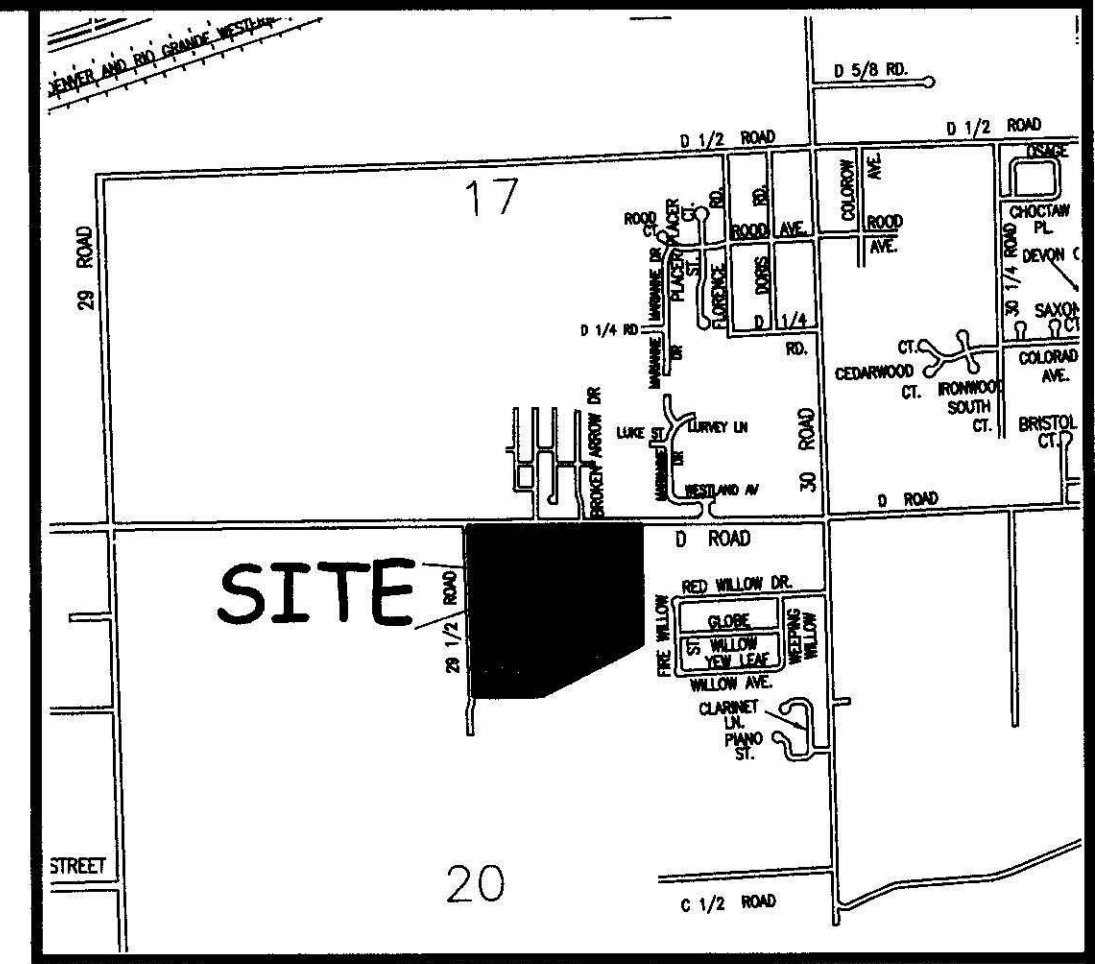 DENVER AND RIO GRANDE WESTERN
D 5/8 RD.
D 1/2 ROAD
D 1/2 ROAD
17
29 ROAD
ROOD
CT.
PLACER
CT.
PLACER
ST.
MARIANNE DR
FLORENCE RD.
ROOD AVE.
DORIS RD.
COLOROW
AVE.
ROOD
AVE.
OSAGE
CHOCTAW
PL.
30 1/4 ROAD
DEVON C
SAXON
CT
D 1/4 RD
MARIANNE DR
D 1/4
RD.
CT.
CEDARWOOD
CT.
IRONWOOD
SOUTH
CT.
COLORAD
AVE.
BRISTOL
CT.
BROKEN ARROW DR
LUKE ST
LURVEY LN
MARIANNE DR
WESTLAND AV
30 ROAD
D ROAD
D ROAD
SITE
29 1/2 ROAD
RED WILLOW DR.
FIRE WILLOW
ST.
GLOBE
WILLOW
YEW LEAF
WILLOW AVE.
WEEPING
WILLOW
CLARINET
LN.
PIANO
ST.
STREET
20
C 1/2 ROAD